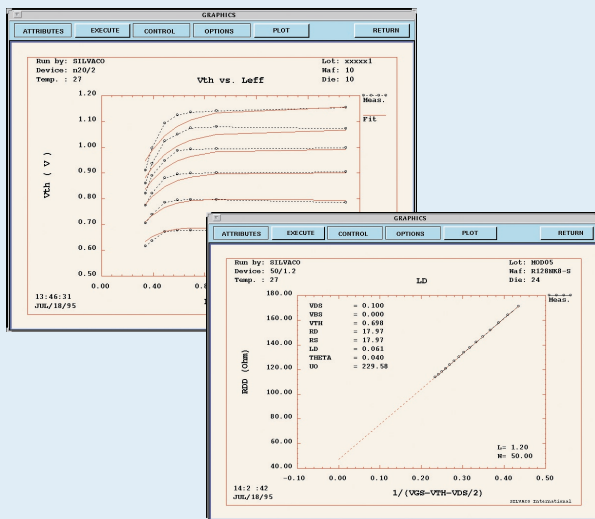 GRAPHICS
ATTRIBUTES EXECUTE CONTROL OPTIONS PLOT RETURN
Run by: SILVACO Lot: xxxxx1
Device: n20/2 Waf: 10
Temp. : 27 Die: 10
Vth vs. Leff
Meas.
Fit
1.20
1.10
1.00
0.90
0.80
0.70
0.60
0.50
Vth ( V )
0.00 0.40 0.
13:46:31
JUL/18/95
GRAPHICS
ATTRIBUTES EXECUTE CONTROL OPTIONS PLOT RETURN
Run by: SILVACO Lot: MOD05
Device: 50/1.2 Waf: R128NK8-S
Temp. : 27 Die: 24
LD
Meas.
VDS = 0.100
VBS = 0.000
VTH = 0.698
RD = 17.97
RS = 17.97
LD = 0.061
THETA = 0.040
UO = 229.58
180.00
160.00
140.00
120.00
100.00
80.00
60.00
40.00
RDD (Ohm)
L= 1.20
W= 50.00
-0.10 0.00 0.10 0.20 0.30 0.40 0.50
1/(VGS-VTH-VDS/2)
14:2 :42
JUL/18/95
SILVACO International